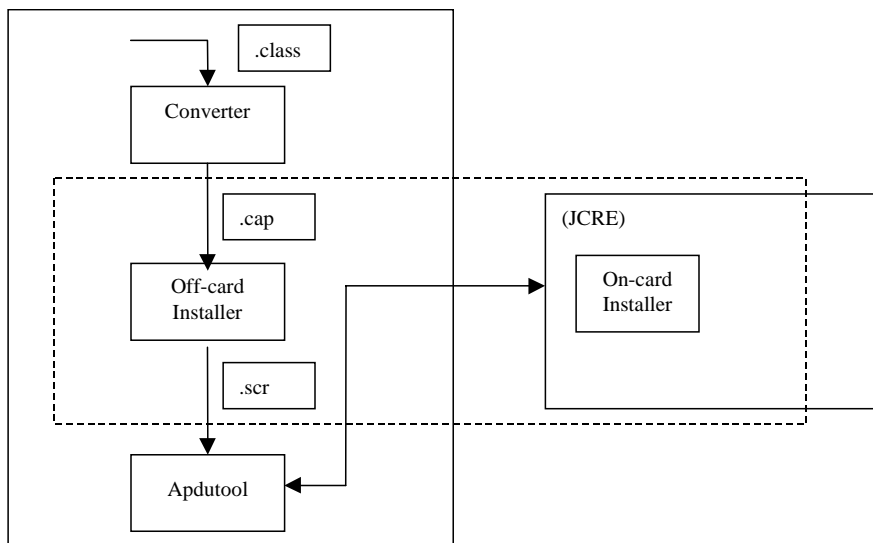 .class
Converter
.cap
(JCRE)
Off-card
Installer
On-card
Installer
.scr
Apdutool